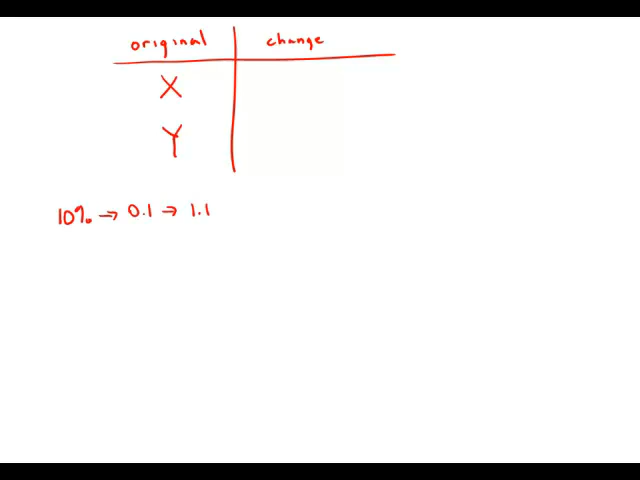 original change
X
Y
10% → 0.1 → 1.1